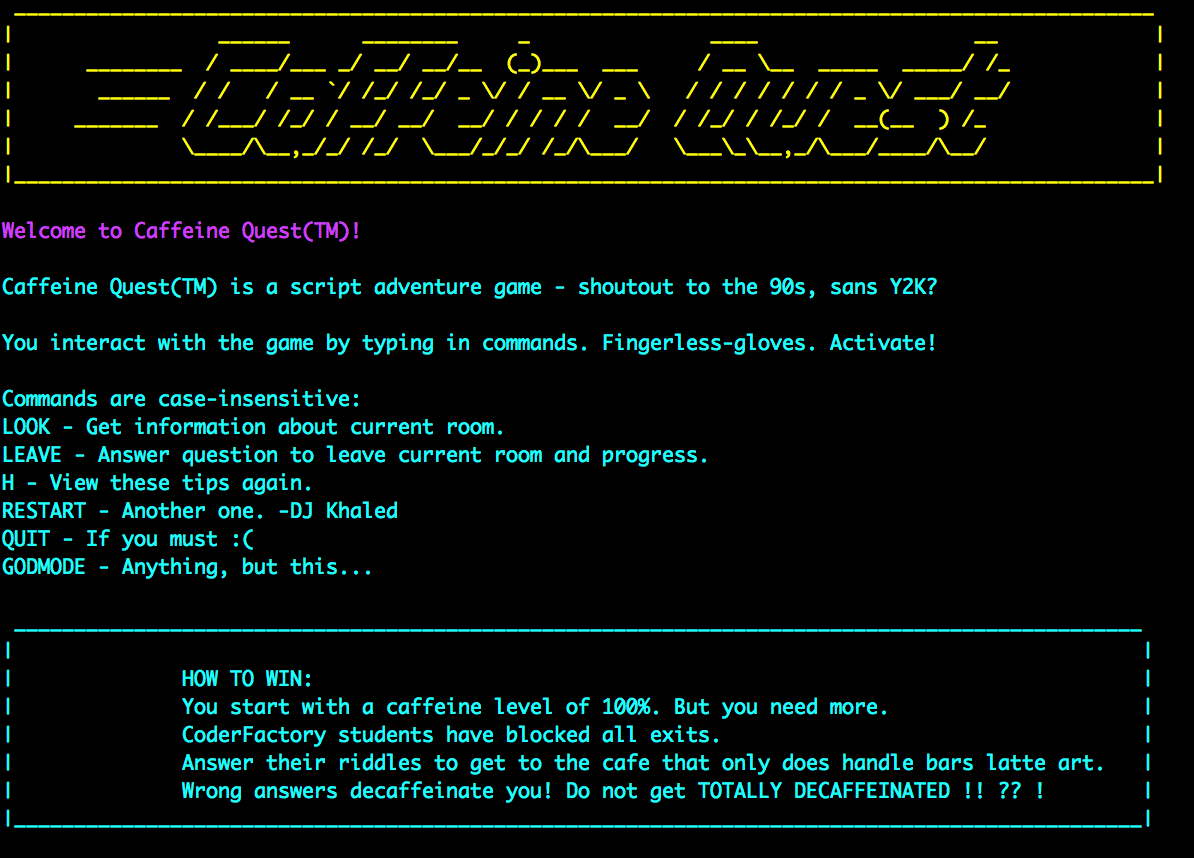 Caffeine Quest
Welcome to Caffeine Quest(TM)!
Caffeine Quest(TM) is a script adventure game - shoutout to the 90s, sans Y2K?
You interact with the game by typing in commands. Fingerless-gloves. Activate!
Commands are case-insensitive:
LOOK - Get information about current room.
LEAVE - Answer question to leave current room and progress.
H - View these tips again.
RESTART - Another one. -DJ Khaled
QUIT - If you must :(
GODMODE - Anything, but this...
HOW TO WIN:
You start with a caffeine level of 100%. But you need more.
CoderFactory students have blocked all exits.
Answer their riddles to get to the cafe that only does handle bars latte art.
Wrong answers decaffeinate you! Do not get TOTALLY DECAFFEINATED !! ?? !